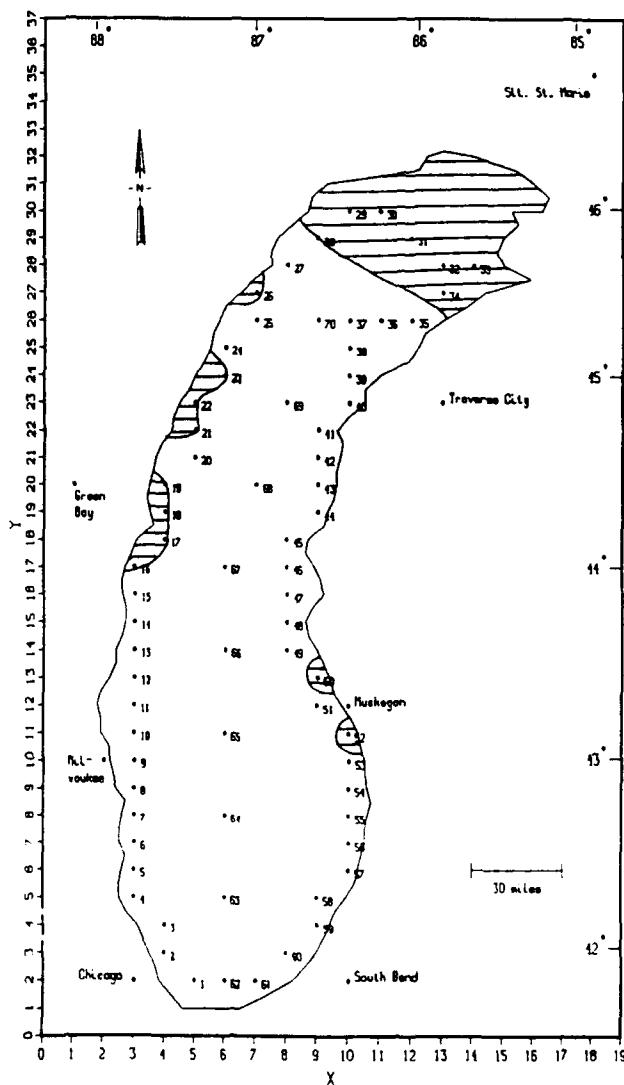 37
88° 87° 86° 85°
36
35
Slt. St. Marie
34
33
32
31
-N-
30 29 30 46°
29 31
28 27 32 33
27 26 34
26 25 70 37 36 35
25 24 38
45°
24 23 39
23 22 69 40 Traverse City
22 21 41
21 20 42
20 19 68 43
Green
Bay
19 18 44
Y
18 17 45
17 16 67 46 44°
16 15 47
15 14 48
14 13 66 49
13 12 50
12 11 51 Muskegon
11 10 65 52
10 Mil- 9 53 43°
waukee
9 8 54
8 7 64 55
7 6 56
6 5 57
30 miles
5 4 63 58
4 3 59
3 2 60 42°
2 Chicago 1 62 61 South Bend
1
0 1 2 3 4 5 6 7 8 9 10 11 12 13 14 15 16 17 18 19
X